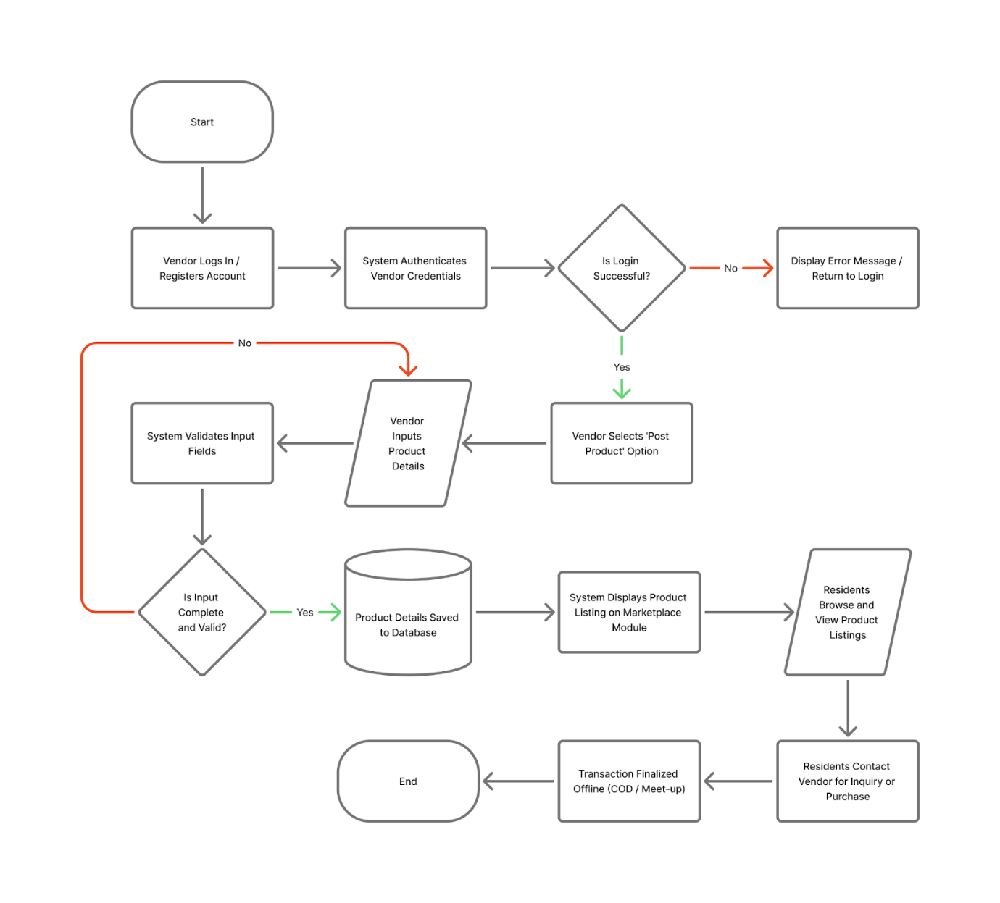 Start
Vendor Logs In /
Registers Account
System Authenticates
Vendor Credentials
Is Login
Successful?
No
Display Error Message /
Return to Login
Yes
Vendor Selects 'Post
Product' Option
Vendor
Inputs
Product
Details
No
System Validates Input
Fields
Is Input
Complete
and Valid?
Yes
Product Details Saved
to Database
System Displays Product
Listing on Marketplace
Module
Residents
Browse and
View Product
Listings
Residents Contact
Vendor for Inquiry or
Purchase
Transaction Finalized
Offline (COD / Meet-up)
End